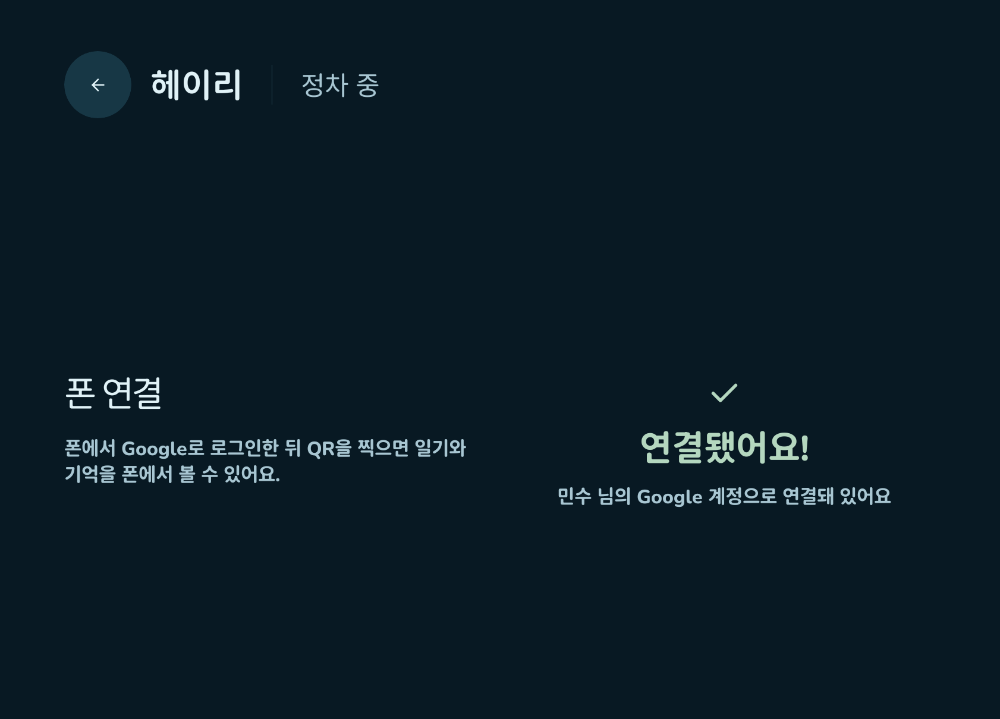 헤이리
정차 중
폰 연결
폰에서 Google로 로그인한 뒤 QR을 찍으면 일기와
기억을 폰에서 볼 수 있어요.
연결됐어요!
민수 님의 Google 계정으로 연결돼 있어요